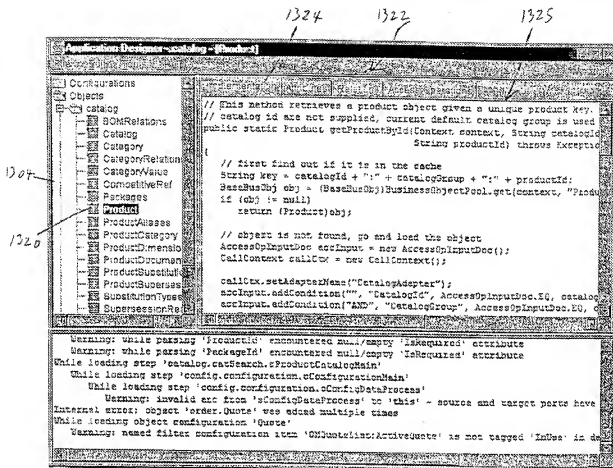 1324 1322 1325
Application Designer - catalog - [Product]
Configurations
Objects
catalog
BOMRelations
Catalog
Category
CategoryRelation
CategoryValue
CompetitiveRef
Packages
Product
ProductAliases
ProductCategory
ProductDimension
ProductDocument
ProductSubstitutio
ProductSuperses
SubstitutionTypes
SupersessionRea
1304
1320
// This method retrieves a product object given a unique product key.
// catalog id are not supplied, current default catalog group is used
public static Product getProductById(Context context, String catalogId
String productId) throws Exceptio
{
// first find out if it is in the cache
String key = catalogId + ":" + catalogGroup + ":" + productId;
BaseBusObj obj = (BaseBusObj)BusinessObjectPool.get(context, "Produ
if (obj != null)
return (Product)obj;
// object is not found, go and load the object
AccessOpInputDoc accInput = new AccessOpInputDoc();
CallContext callCtx = new CallContext();
callCtx.setAdapterName("CatalogAdapter");
accInput.addCondition("", "CatalogId", AccessOpInputDoc.EQ, catalog
accInput.addCondition("AND", "CatalogGroup", AccessOpInputDoc.EQ, c
Warning: while parsing 'ProductId' encountered null/empty 'IsRequired' attribute
Warning: while parsing 'PackageId' encountered null/empty 'IsRequired' attribute
While loading step 'catalog.catSearch.cProductCatalogMain'
While loading step 'config.configuration.cConfigurationMain'
While loading step 'config.configuration.cConfigDataProcess'
Warning: invalid arc from 'sConfigDataProcess' to 'this' - source and target ports have
Internal error: object 'order.Quote' was added multiple times
While loading object configuration 'Quote'
Warning: named filter configuration item 'OMQuoteList;ActiveQuote' is not tagged 'InUse' in de